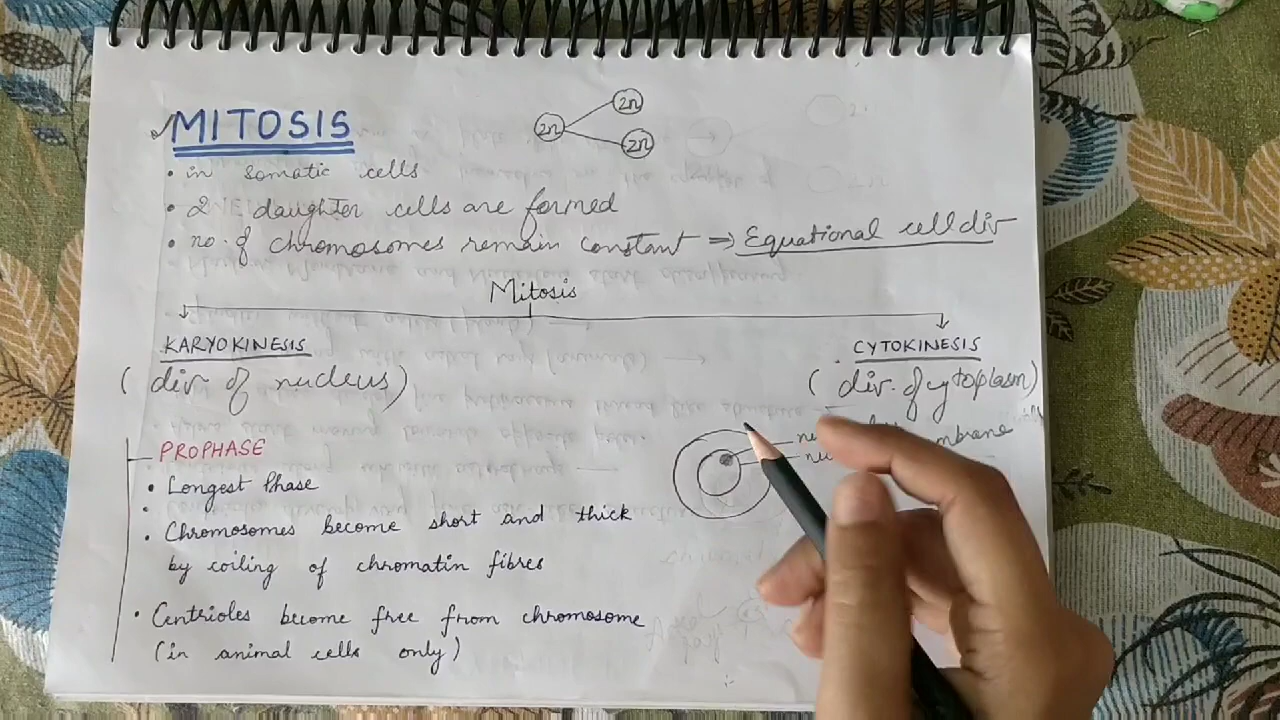 MITOSIS
2n
2n
2n
• in somatic cells
• 2 daughter cells are formed
• no. of chromosomes remain constant ⇒ Equational cell div
Mitosis
KARYOKINESIS
(div of nucleus)
CYTOKINESIS
(div. of cytoplasm)
PROPHASE
• Longest Phase
• Chromosomes become short and thick
by coiling of chromatin fibres
• Centrioles become free from chromosome
(in animal cells only)